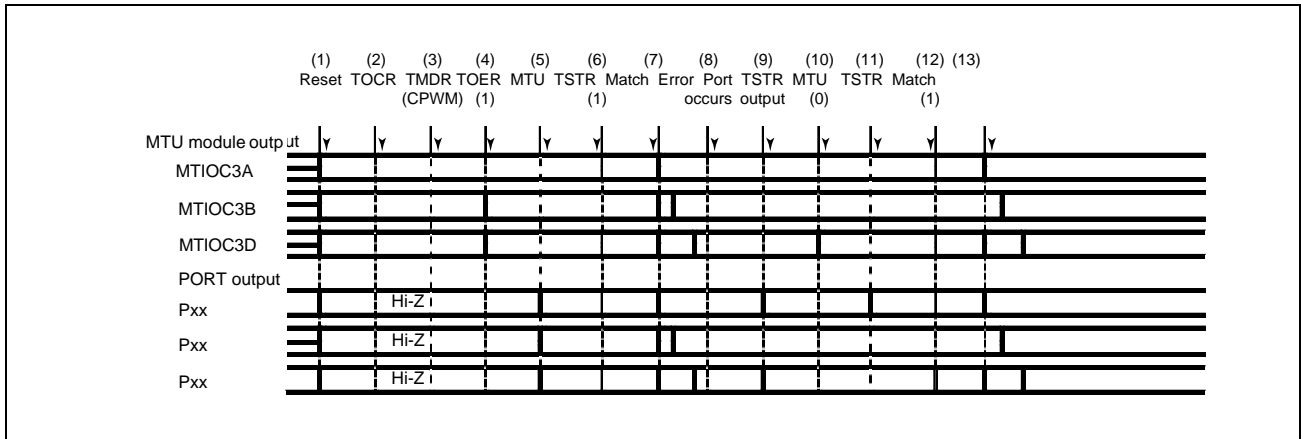 (1) (2) (3) (4) (5) (6) (7) (8) (9) (10) (11) (12) (13)
Reset TOCR TMDR TOER MTU TSTR Match Error Port TSTR MTU TSTR Match
(CPWM) (1) (1) occurs output (0) (1)
MTU module output
MTIOC3A
MTIOC3B
MTIOC3D
PORT output
Pxx Hi-Z
Pxx Hi-Z
Pxx Hi-Z